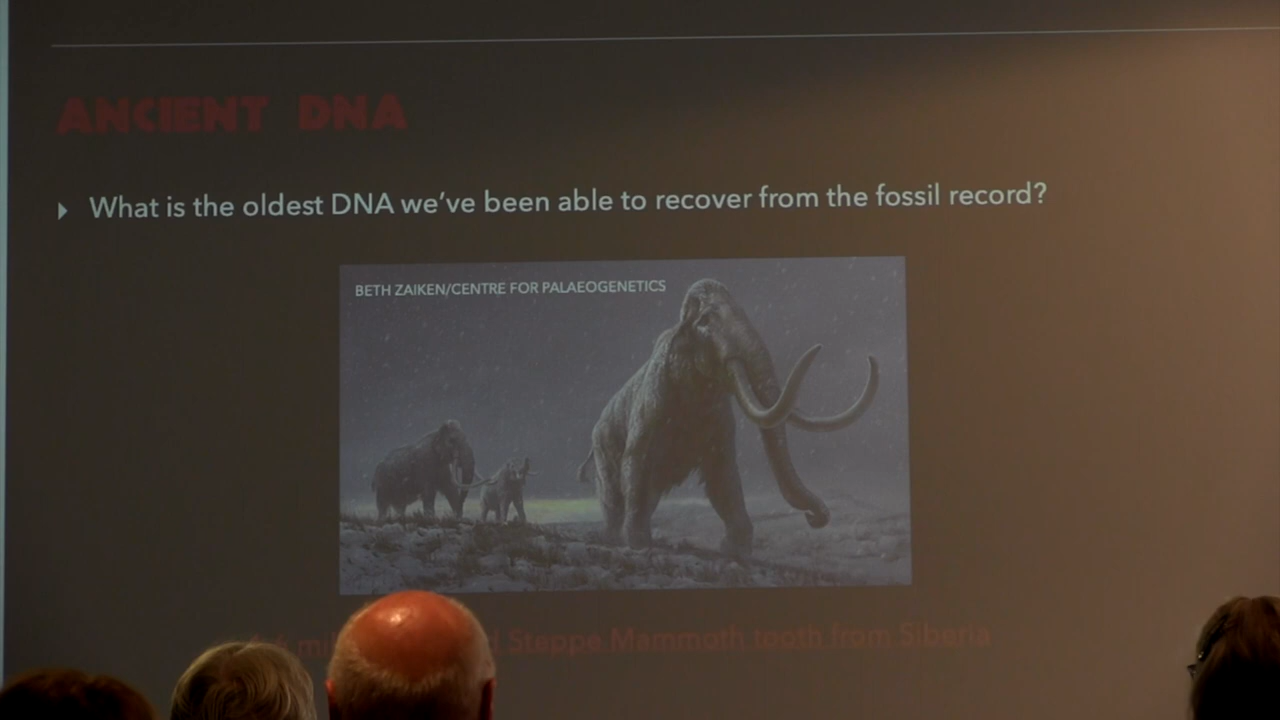 ANCIENT DNA
What is the oldest DNA we've been able to recover from the fossil record?
BETH ZAIKEN/CENTRE FOR PALAEOGENETICS
Steppe Mammoth tooth from Siberia